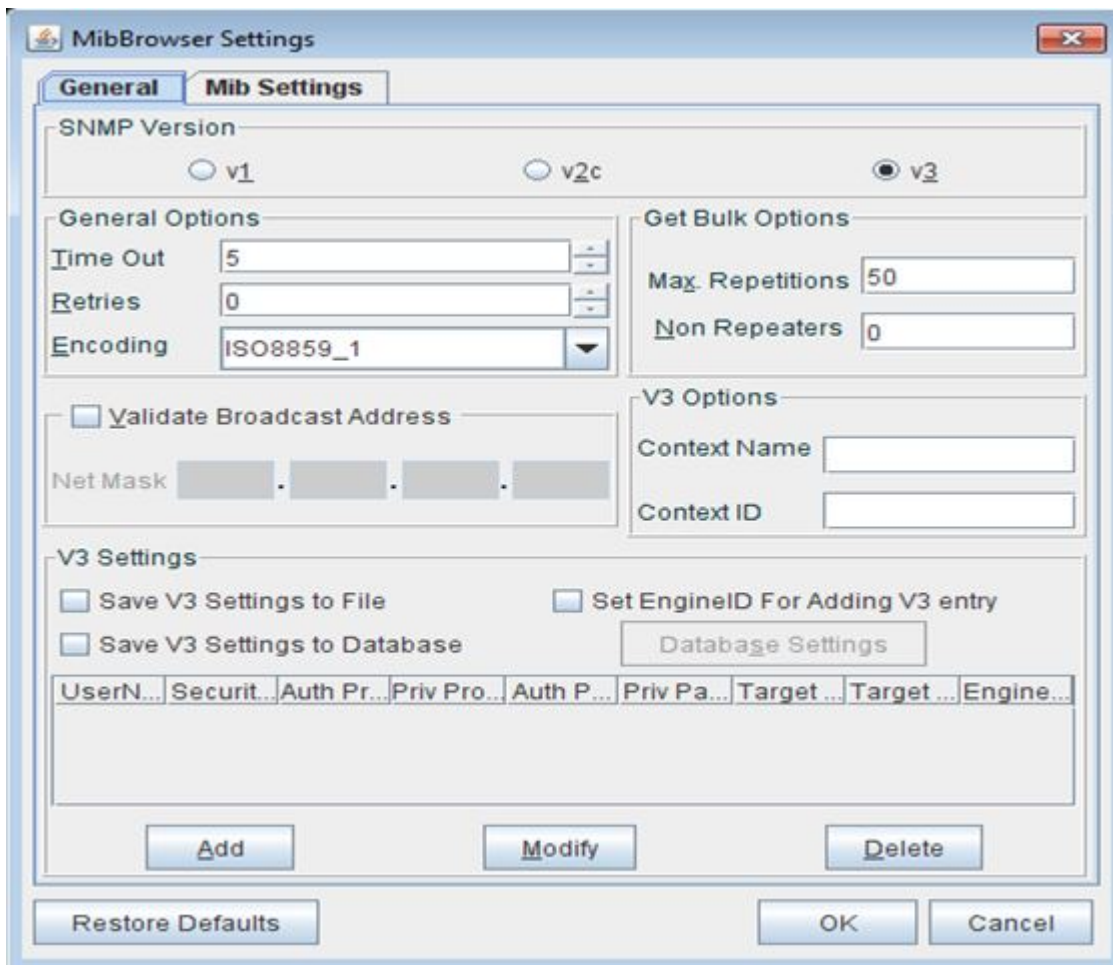 MibBrowser Settings
General Mib Settings
SNMP Version
v1 v2c v3
General Options
Time Out 5
Retries 0
Encoding ISO8859_1
Get Bulk Options
Max. Repetitions 50
Non Repeaters 0
Validate Broadcast Address
Net Mask . . .
V3 Options
Context Name
Context ID
V3 Settings
Save V3 Settings to File Set EngineID For Adding V3 entry
Save V3 Settings to Database Database Settings
UserN... Securit... Auth Pr... Priv Pro... Auth P... Priv Pa... Target ... Target ... Engine...
Add Modify Delete
Restore Defaults OK Cancel